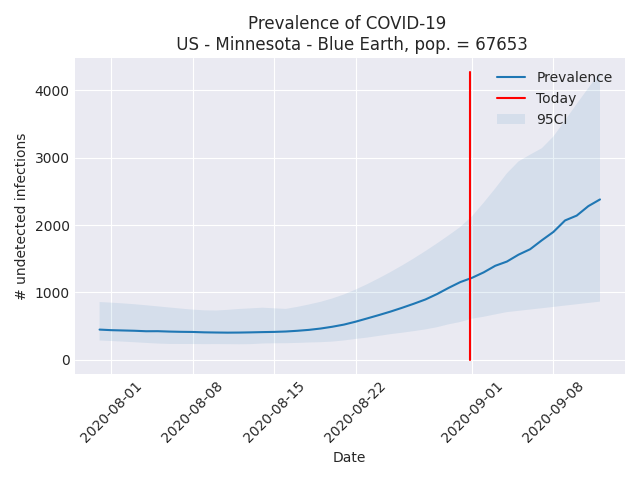 Prevalence of COVID-19
US - Minnesota - Blue Earth, pop. = 67653
Prevalence
Today
95CI
4000
3000
2000
1000
0
# undetected infections
2020-08-01
2020-08-08
2020-08-15
2020-08-22
2020-09-01
2020-09-08
Date